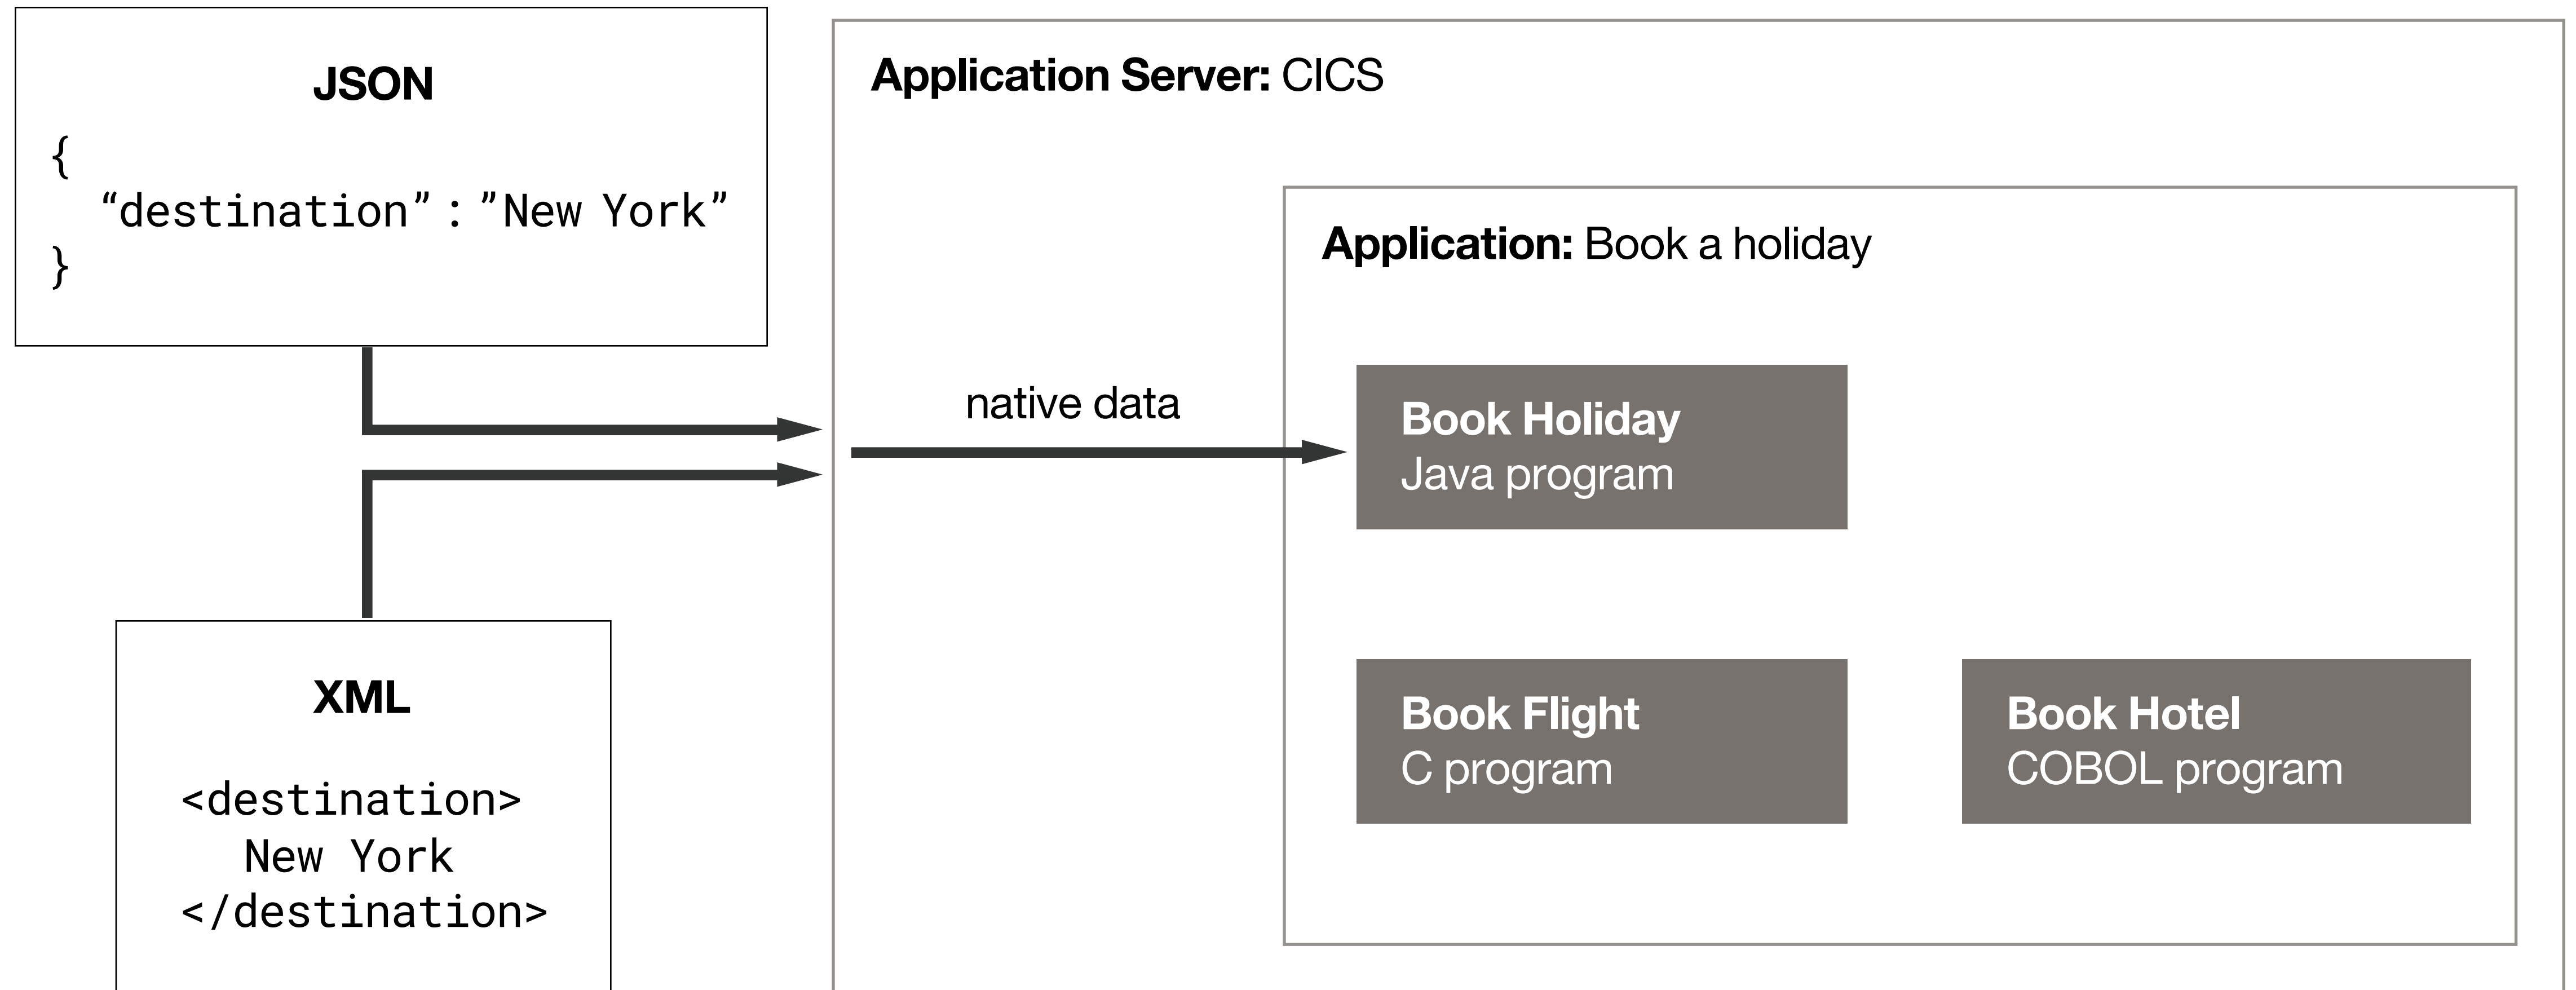 JSON
{
“destination” : ”New York”
}
XML
<destination>
New York
</destination>
Application Server: CICS
native data
Application: Book a holiday
Book Holiday
Java program
Book Flight
C program
Book Hotel
COBOL program